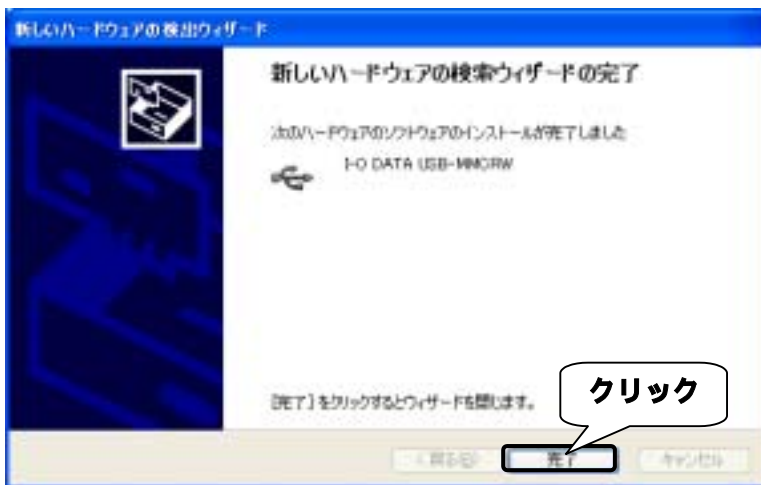 新しいハードウェアの検出ウィザード
新しいハードウェアの検索ウィザードの完了
次のハードウェアのソフトウェアのインストールが完了しました
I-O DATA USB-MMCRW
[完了]をクリックするとウィザードを閉じます。
クリック
< 戻る(B)
完了
キャンセル